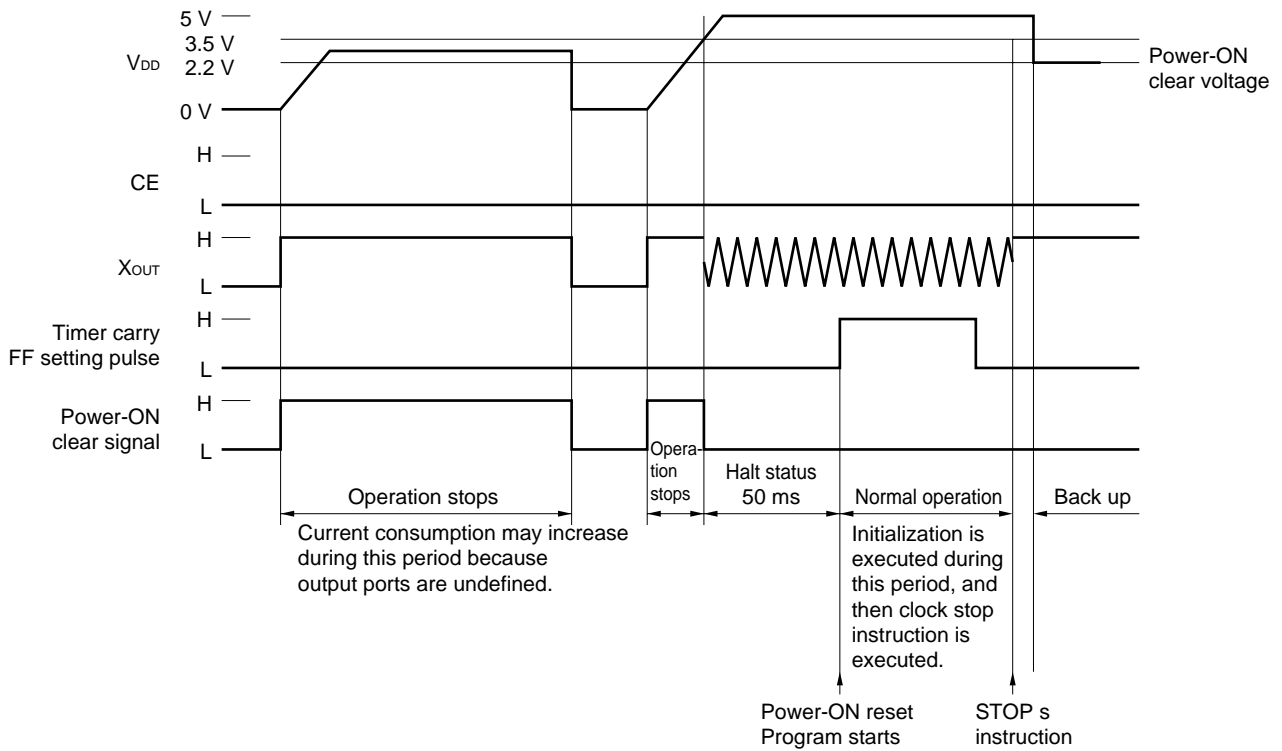 5 V
3.5 V
VDD
2.2 V
0 V
Power-ON
clear voltage
H
CE
L
H
XOUT
L
H
Timer carry
FF setting pulse
L
H
Power-ON
clear signal
L
Operation stops
Opera-
tion
stops
Halt status
50 ms
Normal operation
Back up
Current consumption may increase
during this period because
output ports are undefined.
Initialization is
executed during
this period, and
then clock stop
instruction is
executed.
Power-ON reset
Program starts
STOP s
instruction